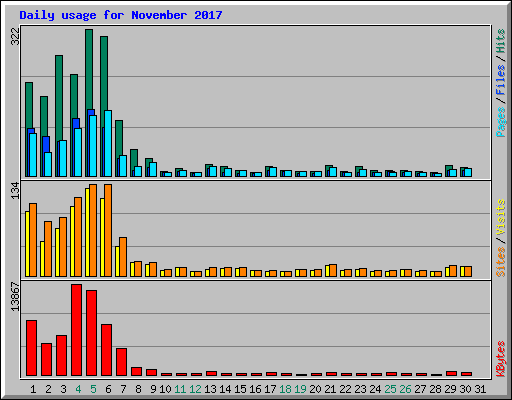 Daily usage for November 2017
322
Pages / Files / Hits
134
Sites / Visits
13867
KBytes
1 2 3 4 5 6 7 8 9 10 11 12 13 14 15 16 17 18 19 20 21 22 23 24 25 26 27 28 29 30 31